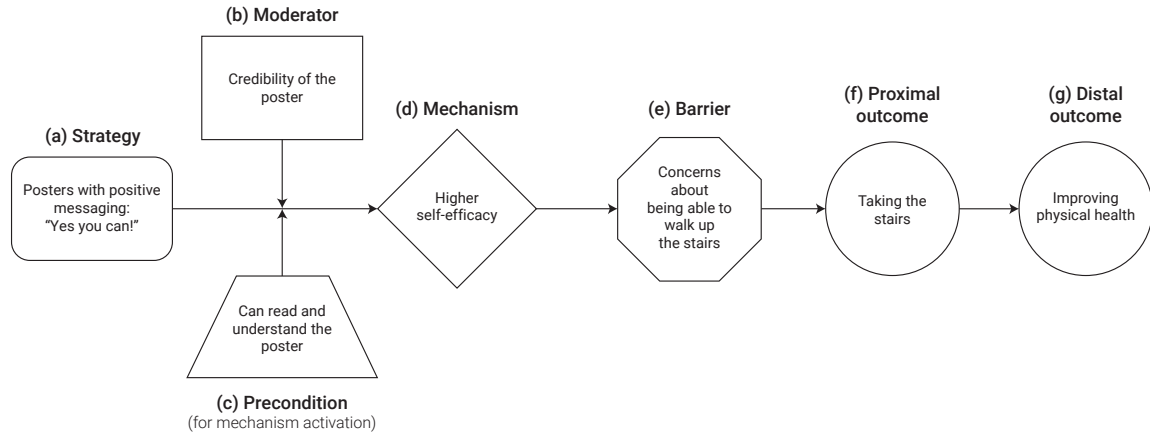 (b) Moderator
Credibility of the
poster
(a) Strategy
Posters with positive
messaging:
“Yes you can!”
(c) Precondition
(for mechanism activation)
Can read and
understand the
poster
(d) Mechanism
Higher
self-efficacy
(e) Barrier
Concerns
about
being able to
walk up
the stairs
(f) Proximal
outcome
Taking the
stairs
(g) Distal
outcome
Improving
physical health